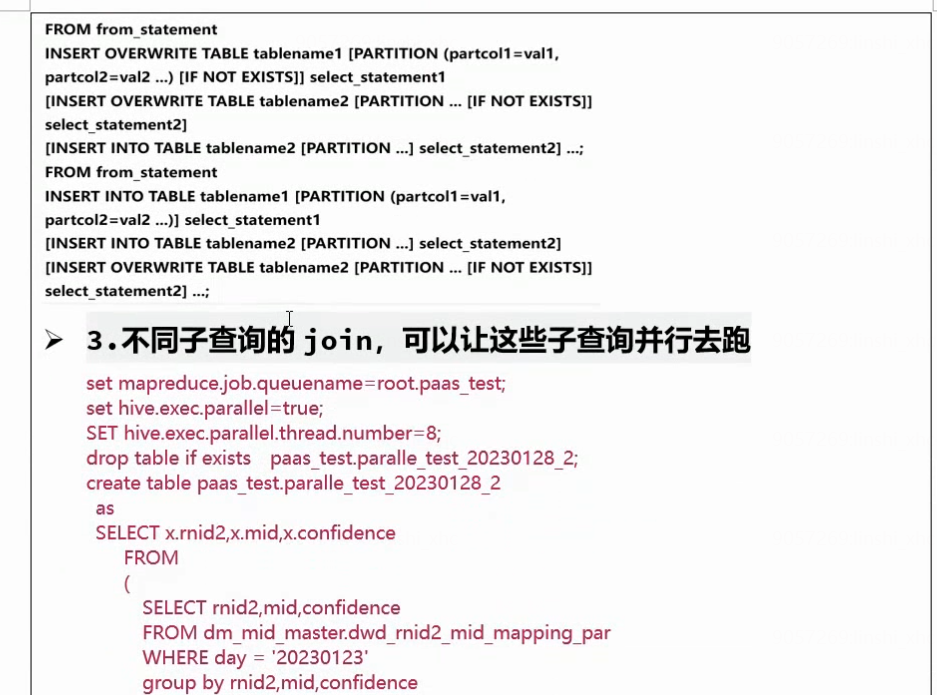 FROM from_statement
INSERT OVERWRITE TABLE tablename1 [PARTITION (partcol1=val1,
partcol2=val2 ...) [IF NOT EXISTS]] select_statement1
[INSERT OVERWRITE TABLE tablename2 [PARTITION ... [IF NOT EXISTS]]
select_statement2]
[INSERT INTO TABLE tablename2 [PARTITION ...] select_statement2] ...;
FROM from_statement
INSERT INTO TABLE tablename1 [PARTITION (partcol1=val1,
partcol2=val2 ...)] select_statement1
[INSERT INTO TABLE tablename2 [PARTITION ...] select_statement2]
[INSERT OVERWRITE TABLE tablename2 [PARTITION ... [IF NOT EXISTS]]
select_statement2] ...;
➢ 3.不同子查询的 join, 可以让这些子查询并行去跑
set mapreduce.job.queuename=root.paas_test;
set hive.exec.parallel=true;
SET hive.exec.parallel.thread.number=8;
drop table if exists paas_test.paralle_test_20230128_2;
create table paas_test.paralle_test_20230128_2
as
SELECT x.rnid2,x.mid,x.confidence
FROM
(
SELECT rnid2,mid,confidence
FROM dm_mid_master.dwd_rnid2_mid_mapping_par
WHERE day = '20230123'
group by rnid2,mid,confidence